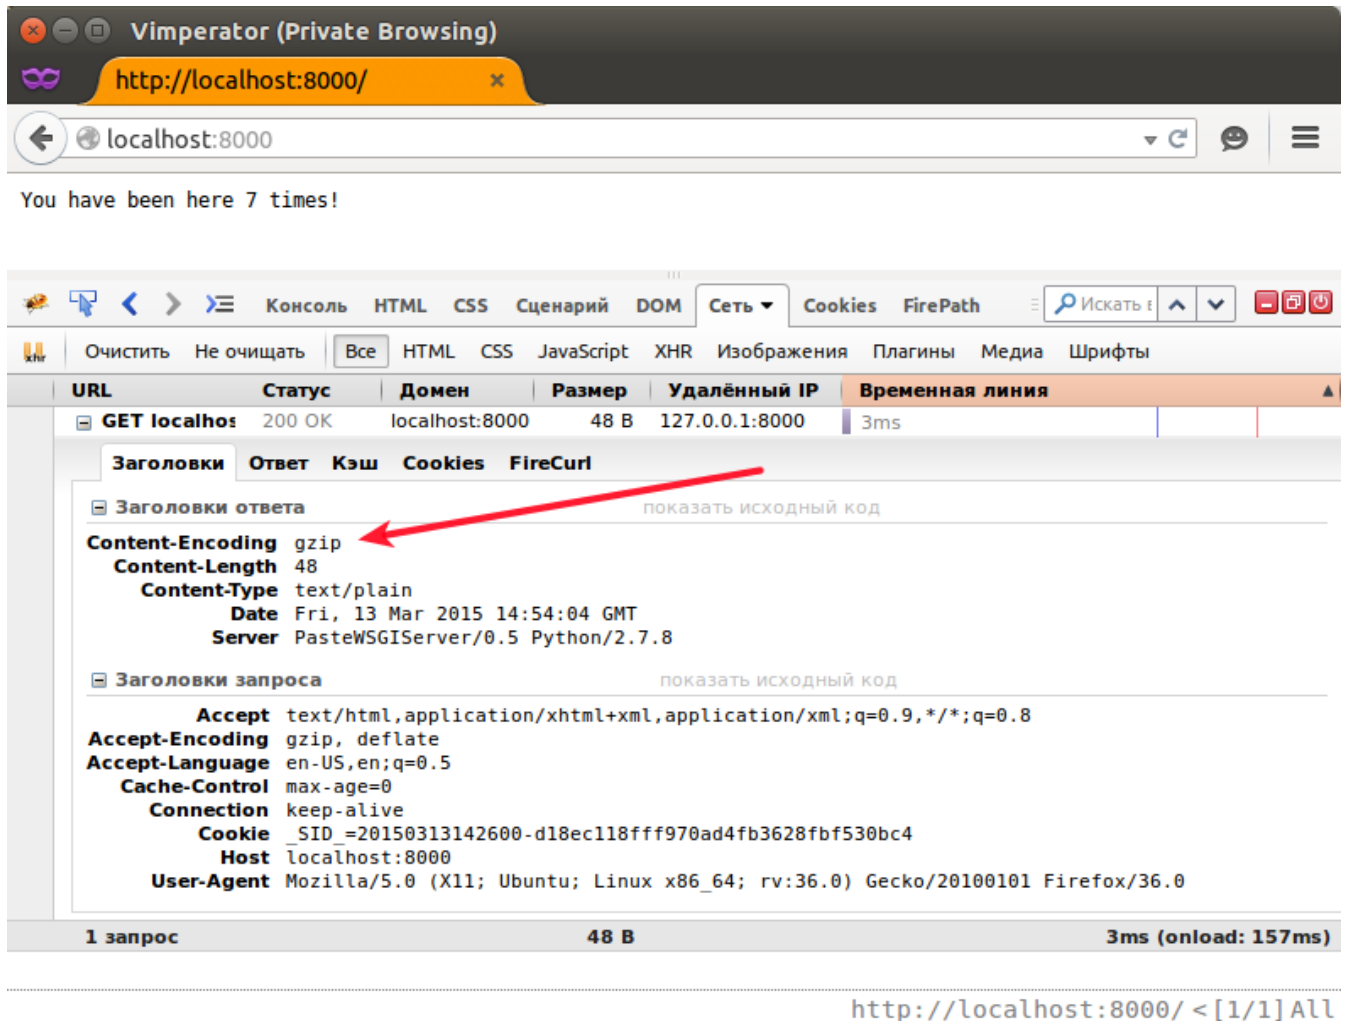 Vimperator (Private Browsing)
http://localhost:8000/
localhost:8000
You have been here 7 times!
Консоль HTML CSS Сценарий DOM Сеть Cookies FirePath Искать
Очистить Не очищать Все HTML CSS JavaScript XHR Изображения Плагины Медиа Шрифты
URL Статус Домен Размер Удалённый IP Временная линия
GET localhos 200 OK localhost:8000 48 B 127.0.0.1:8000 3ms
Заголовки Ответ Кэш Cookies FireCurl
Заголовки ответа показать исходный код
Content-Encoding gzip
Content-Length 48
Content-Type text/plain
Date Fri, 13 Mar 2015 14:54:04 GMT
Server PasteWSGIServer/0.5 Python/2.7.8
Заголовки запроса показать исходный код
Accept text/html,application/xhtml+xml,application/xml;q=0.9,*/*;q=0.8
Accept-Encoding gzip, deflate
Accept-Language en-US,en;q=0.5
Cache-Control max-age=0
Connection keep-alive
Cookie _SID_=20150313142600-d18ec118fff970ad4fb3628fbf530bc4
Host localhost:8000
User-Agent Mozilla/5.0 (X11; Ubuntu; Linux x86_64; rv:36.0) Gecko/20100101 Firefox/36.0
1 запрос 48 B 3ms (onload: 157ms)
http://localhost:8000/ <[1/1] All